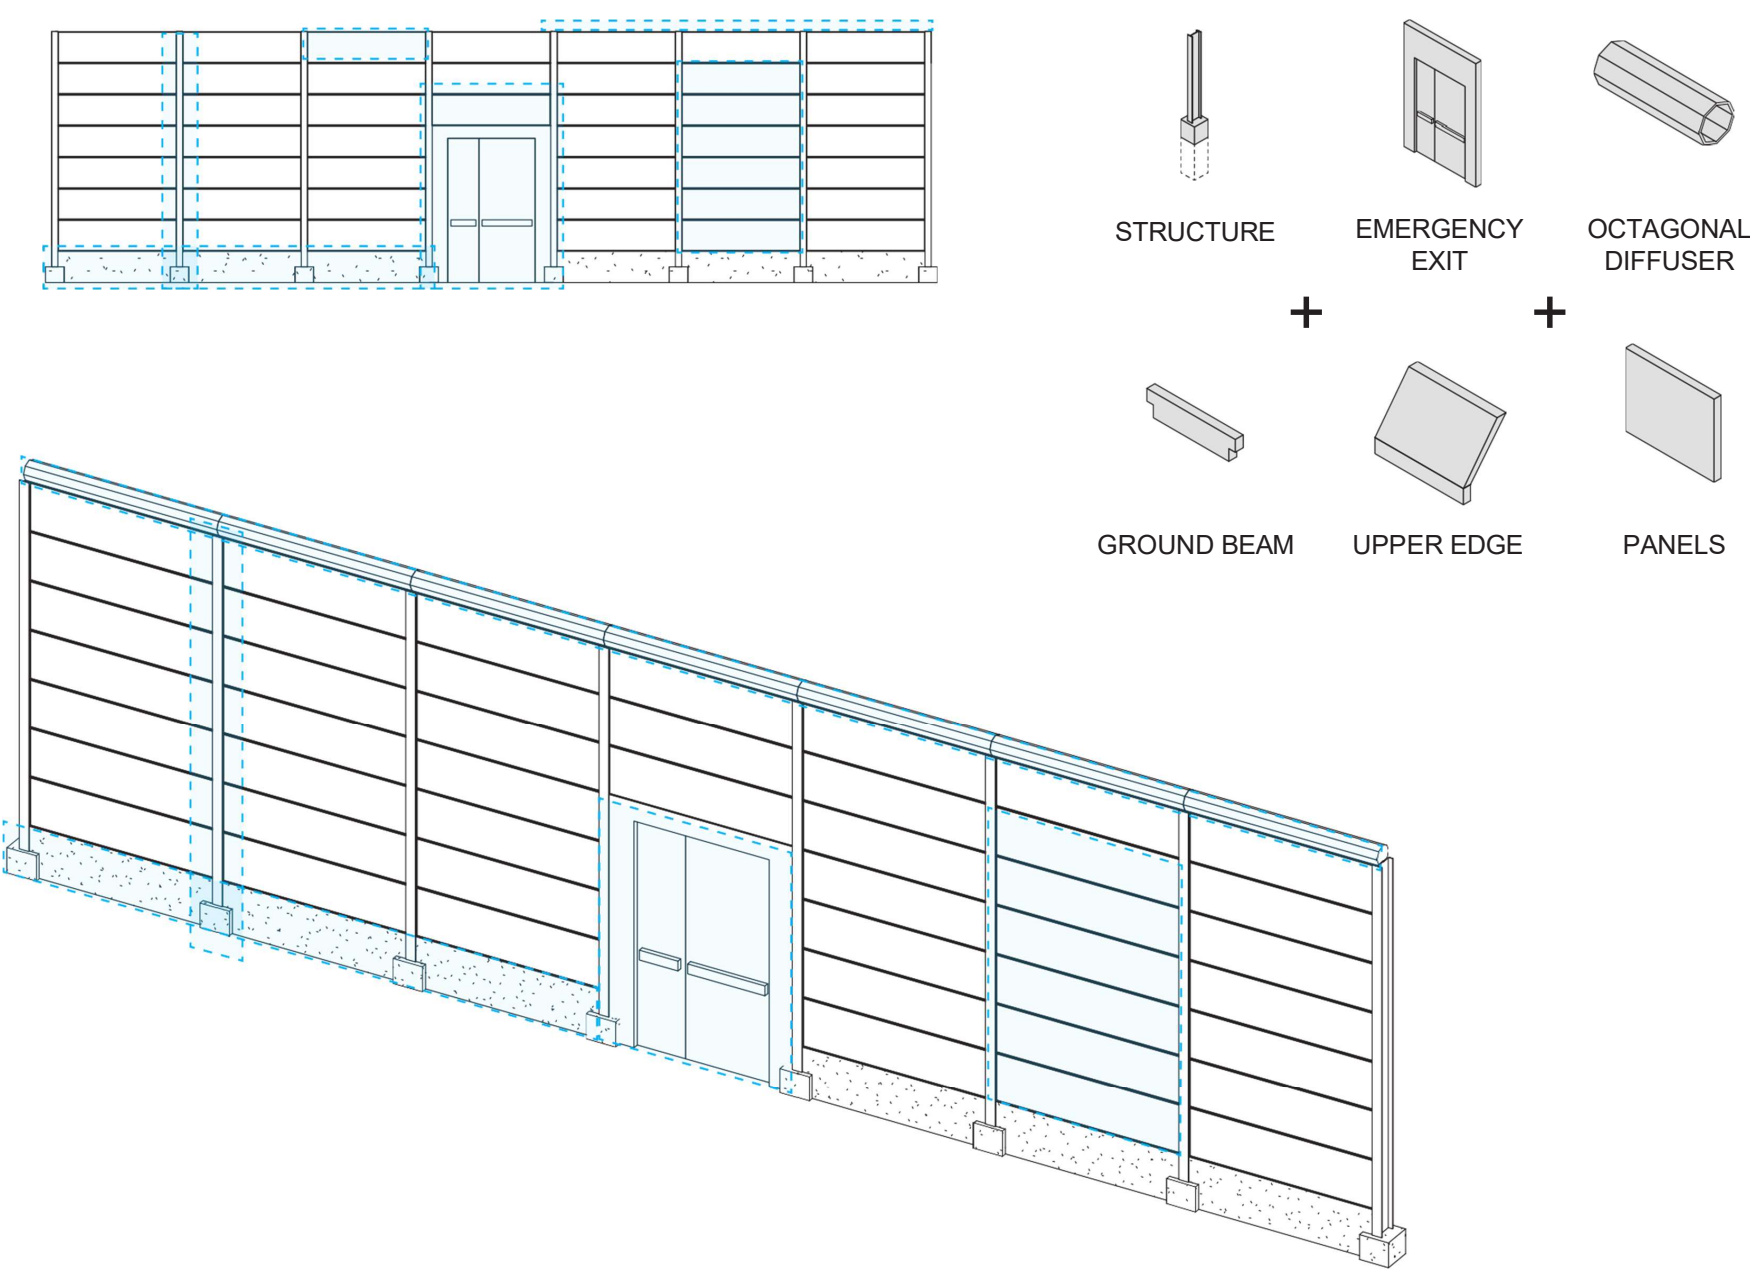 STRUCTURE
EMERGENCY
EXIT
OCTAGONAL
DIFFUSER
+
+
GROUND BEAM
UPPER EDGE
PANELS